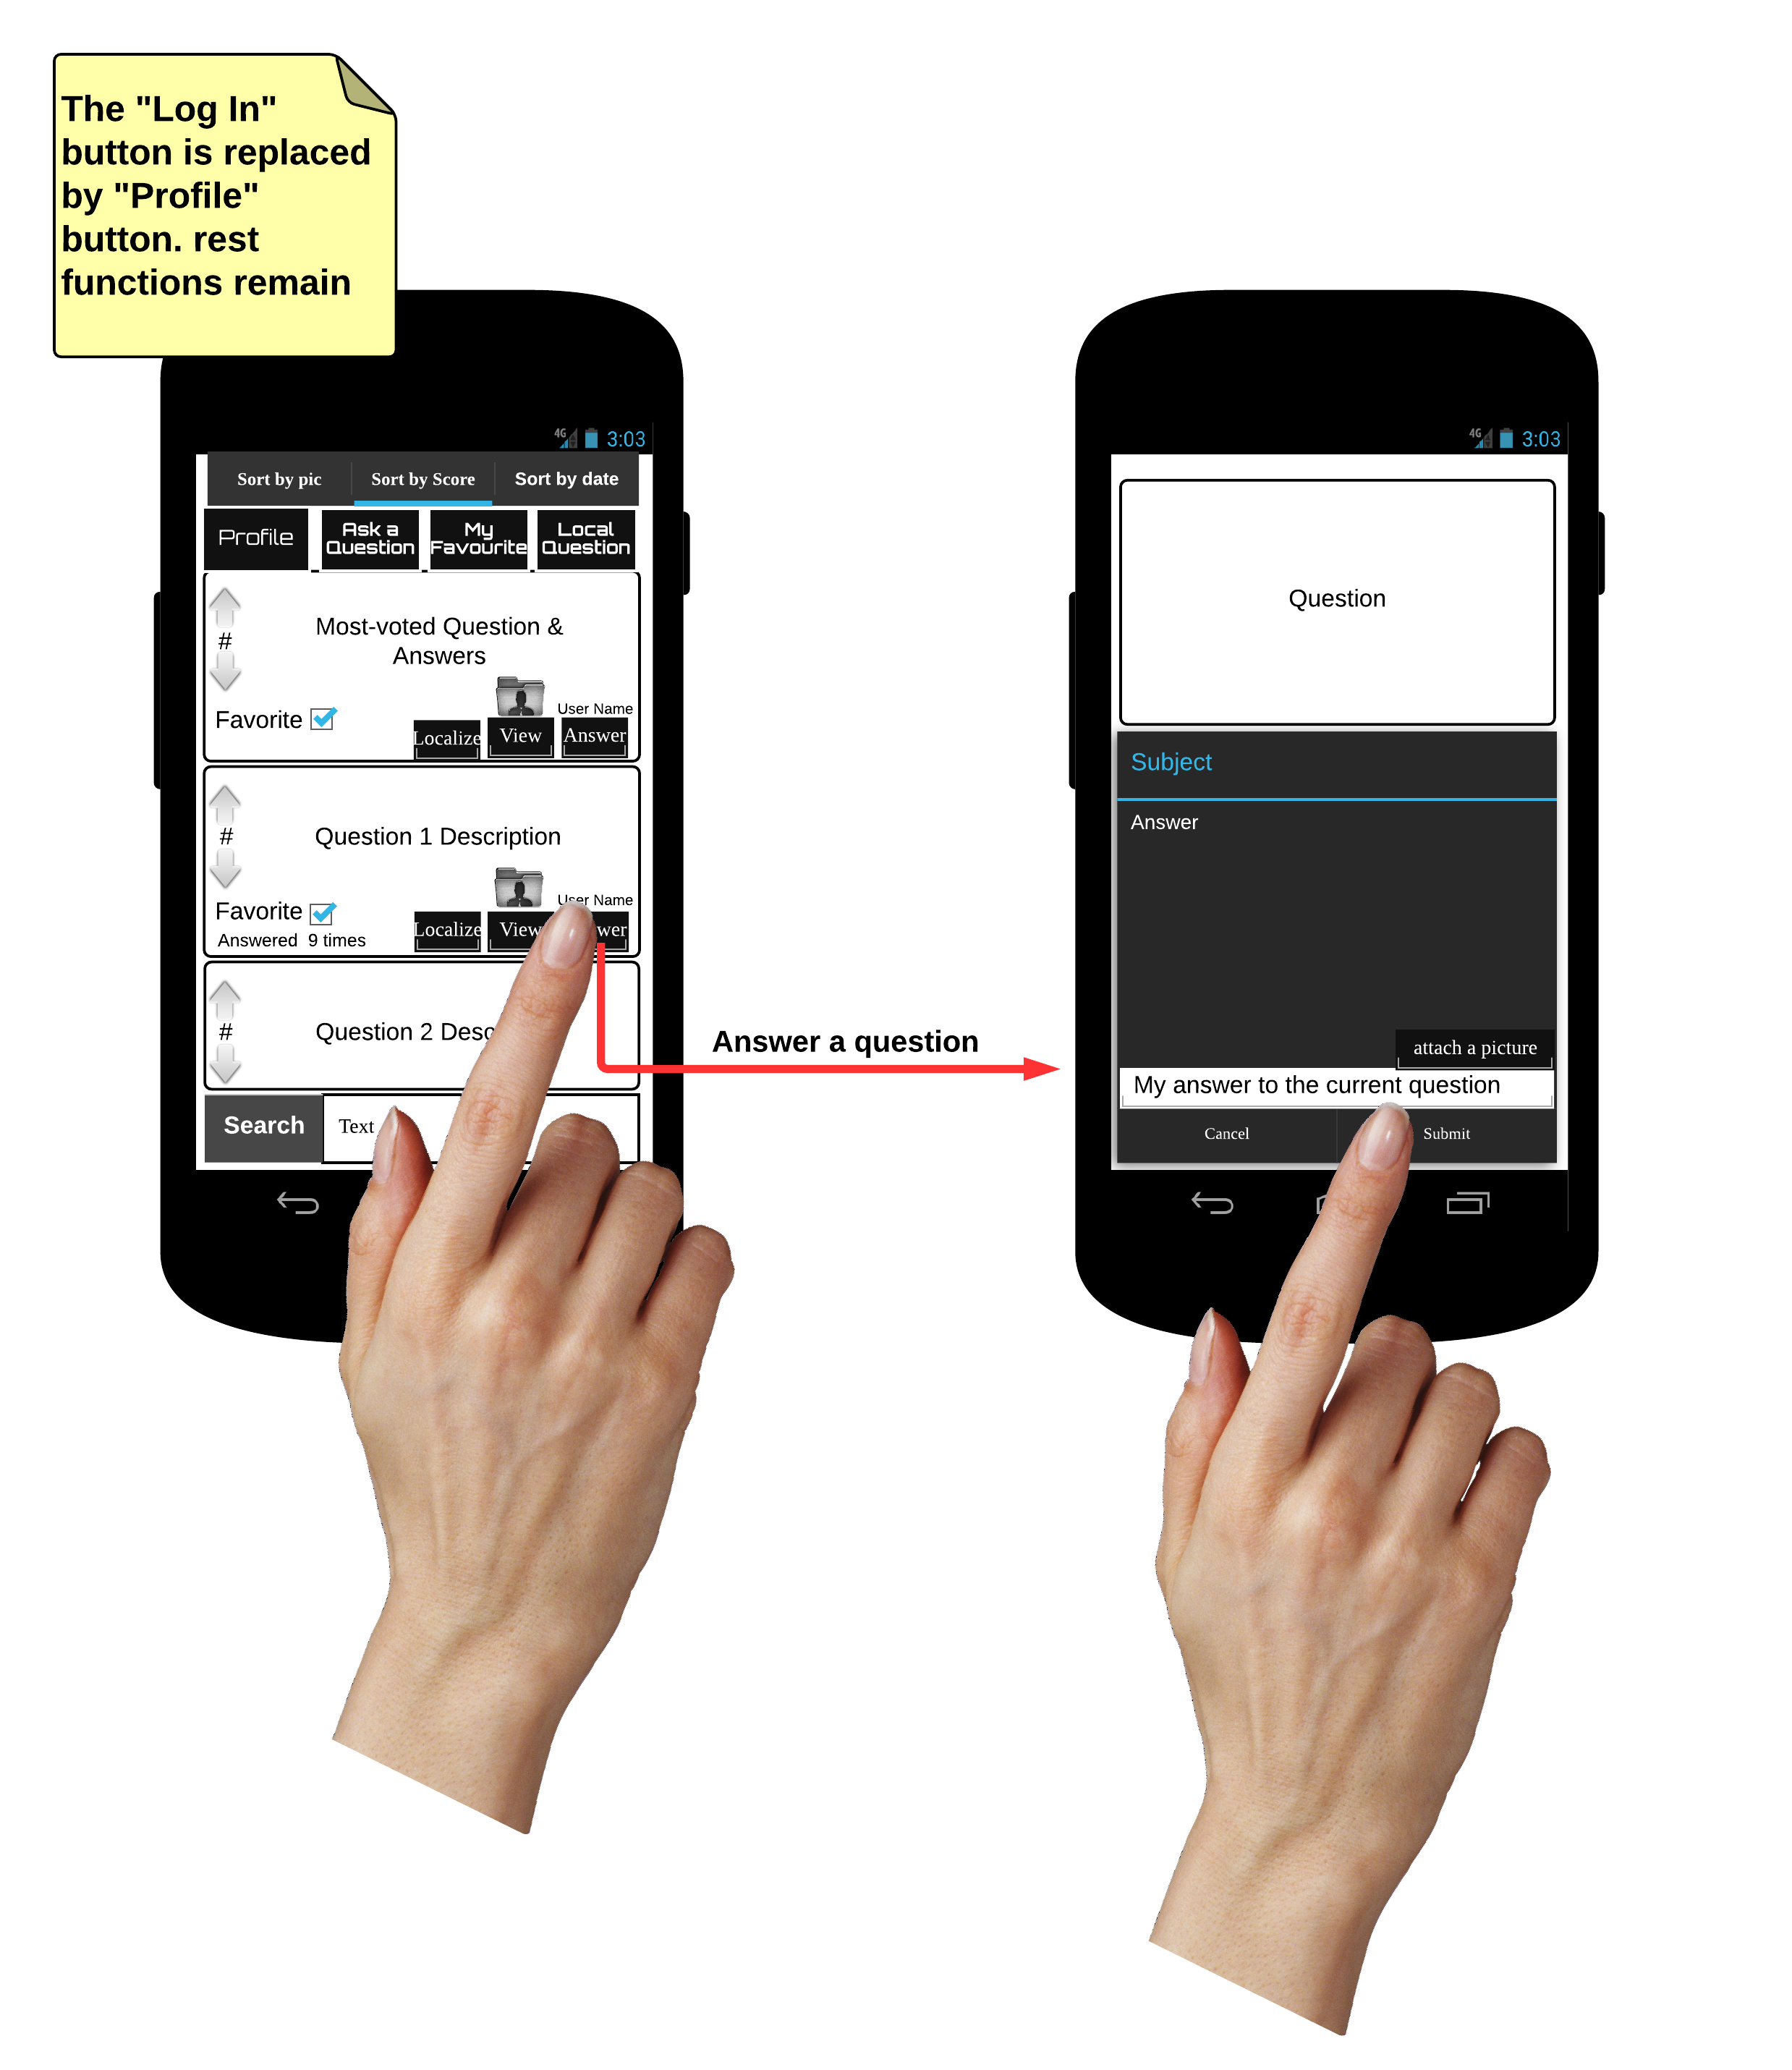 The "Log In"
button is replaced
by "Profile"
button. rest
functions remain
4G 3:03
Sort by pic Sort by Score Sort by date
Profile Ask a Question My Favourite Local Question
#
Most-voted Question &
Answers
Favorite
User Name
Localize View Answer
#
Question 1 Description
User Name
Favorite
Answered 9 times
Localize View
#
Question 2
Search Text
Answer a question
4G 3:03
Question
Subject
Answer
attach a picture
My answer to the current question
Cancel Submit